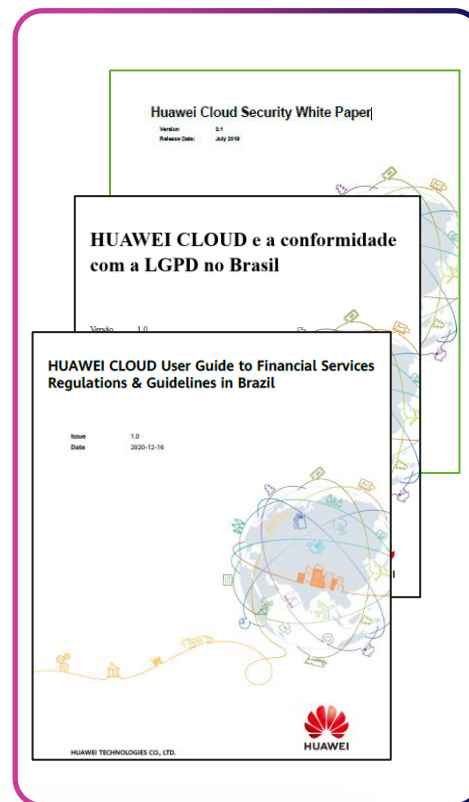 Huawei Cloud Security White Paper
Version 3.1
Release Date: July 2019
HUAWEI CLOUD e a conformidade
com a LGPD no Brasil
Versão 1.0
HUAWEI CLOUD User Guide to Financial Services
Regulations & Guidelines in Brazil
Issue 1.0
Date 2020-12-16
HUAWEI
HUAWEI TECHNOLOGIES CO., LTD.